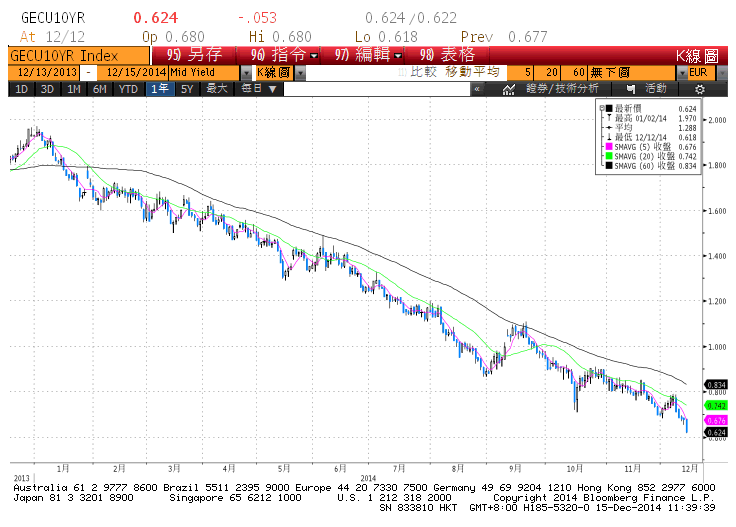 GECU10YR 0.624 -.053 0.624/0.622
At 12/12 Op 0.680 Hi 0.680 Lo 0.618 Prev 0.677
GECU10YR Index 95) 另存 96) 指令 97) 編輯 98) 表格 K線圖
12/13/2013 - 12/15/2014 Mid Yield K線圖 比較 移動平均 5 20 60 無下圖 EUR
1D 3D 1M 6M YTD 1年 5Y 最大 每日 ▼ « 證券/技術分析 活動
最新價 0.624
最高 01/02/14 1.970
平均 1.288
最低 12/12/14 0.618
SMAVG (5) 收盤 0.676
SMAVG (20) 收盤 0.742
SMAVG (60) 收盤 0.834
2.000
1.800
1.600
1.400
1.200
1.000
0.834
0.800
0.742
0.676
0.624
0.600
1月 2月 3月 4月 5月 6月 7月 8月 9月 10月 11月 12月
2013 2014
Australia 61 2 9777 8600 Brazil 5511 2395 9000 Europe 44 20 7330 7500 Germany 49 69 9204 1210 Hong Kong 852 2977 6000
Japan 81 3 3201 8900 Singapore 65 6212 1000 U.S. 1 212 318 2000 Copyright 2014 Bloomberg Finance L.P.
SN 833810 HKT GMT+8:00 H185-5320-0 15-Dec-2014 11:39:39